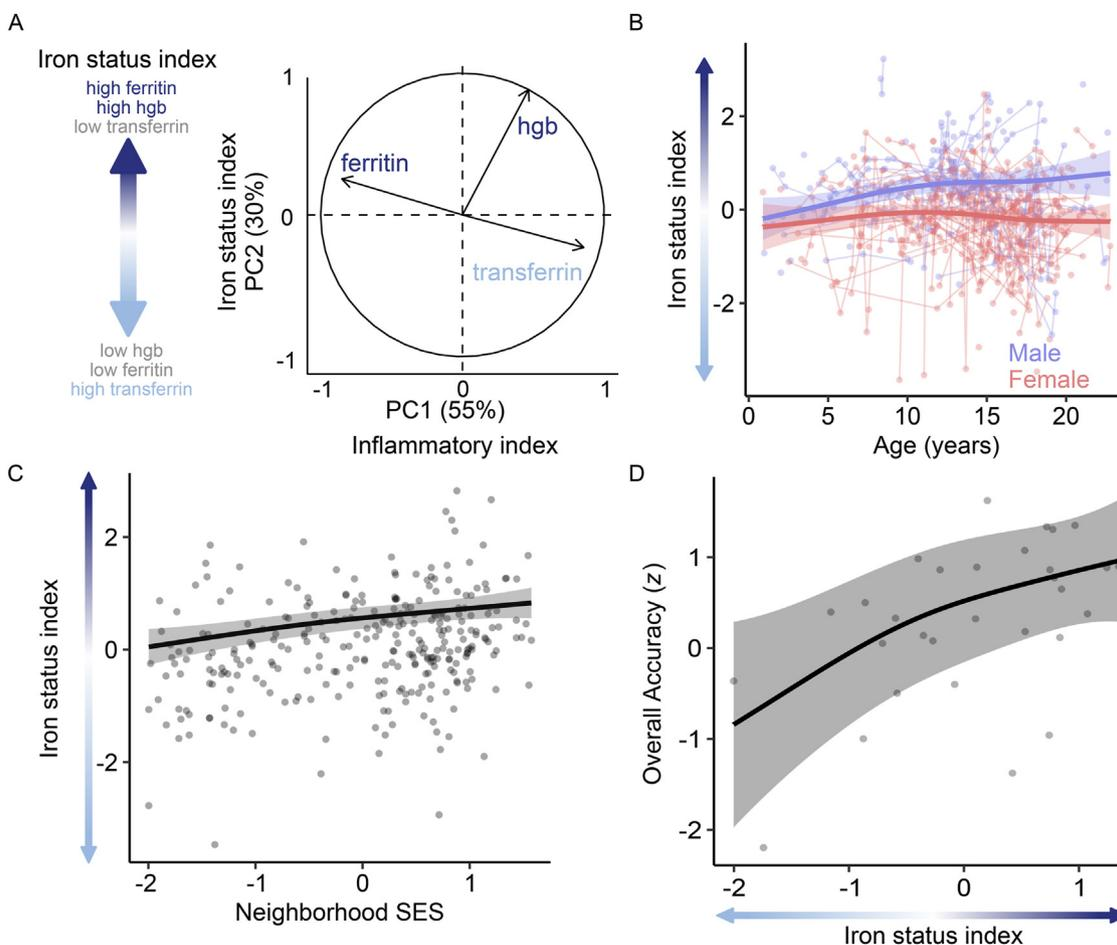 A
Iron status index
high ferritin
high hgb
low transferrin
low hgb
low ferritin
high transferrin
Iron status index
PC2 (30%)
1
0
-1
hgb
ferritin
transferrin
-1
0
1
PC1 (55%)
Inflammatory index
B
Iron status index
2
0
-2
Male
Female
0
5
10
15
20
Age (years)
C
Iron status index
2
0
-2
-2
-1
0
1
Neighborhood SES
D
Overall Accuracy (z)
1
0
-1
-2
-2
-1
0
1
Iron status index